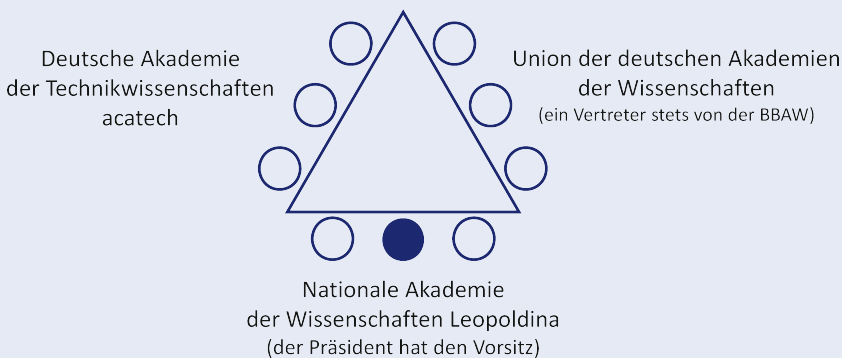 Deutsche Akademie
der Technikwissenschaften
acatech
Union der deutschen Akademien
der Wissenschaften
(ein Vertreter stets von der BBAW)
Nationale Akademie
der Wissenschaften Leopoldina
(der Präsident hat den Vorsitz)